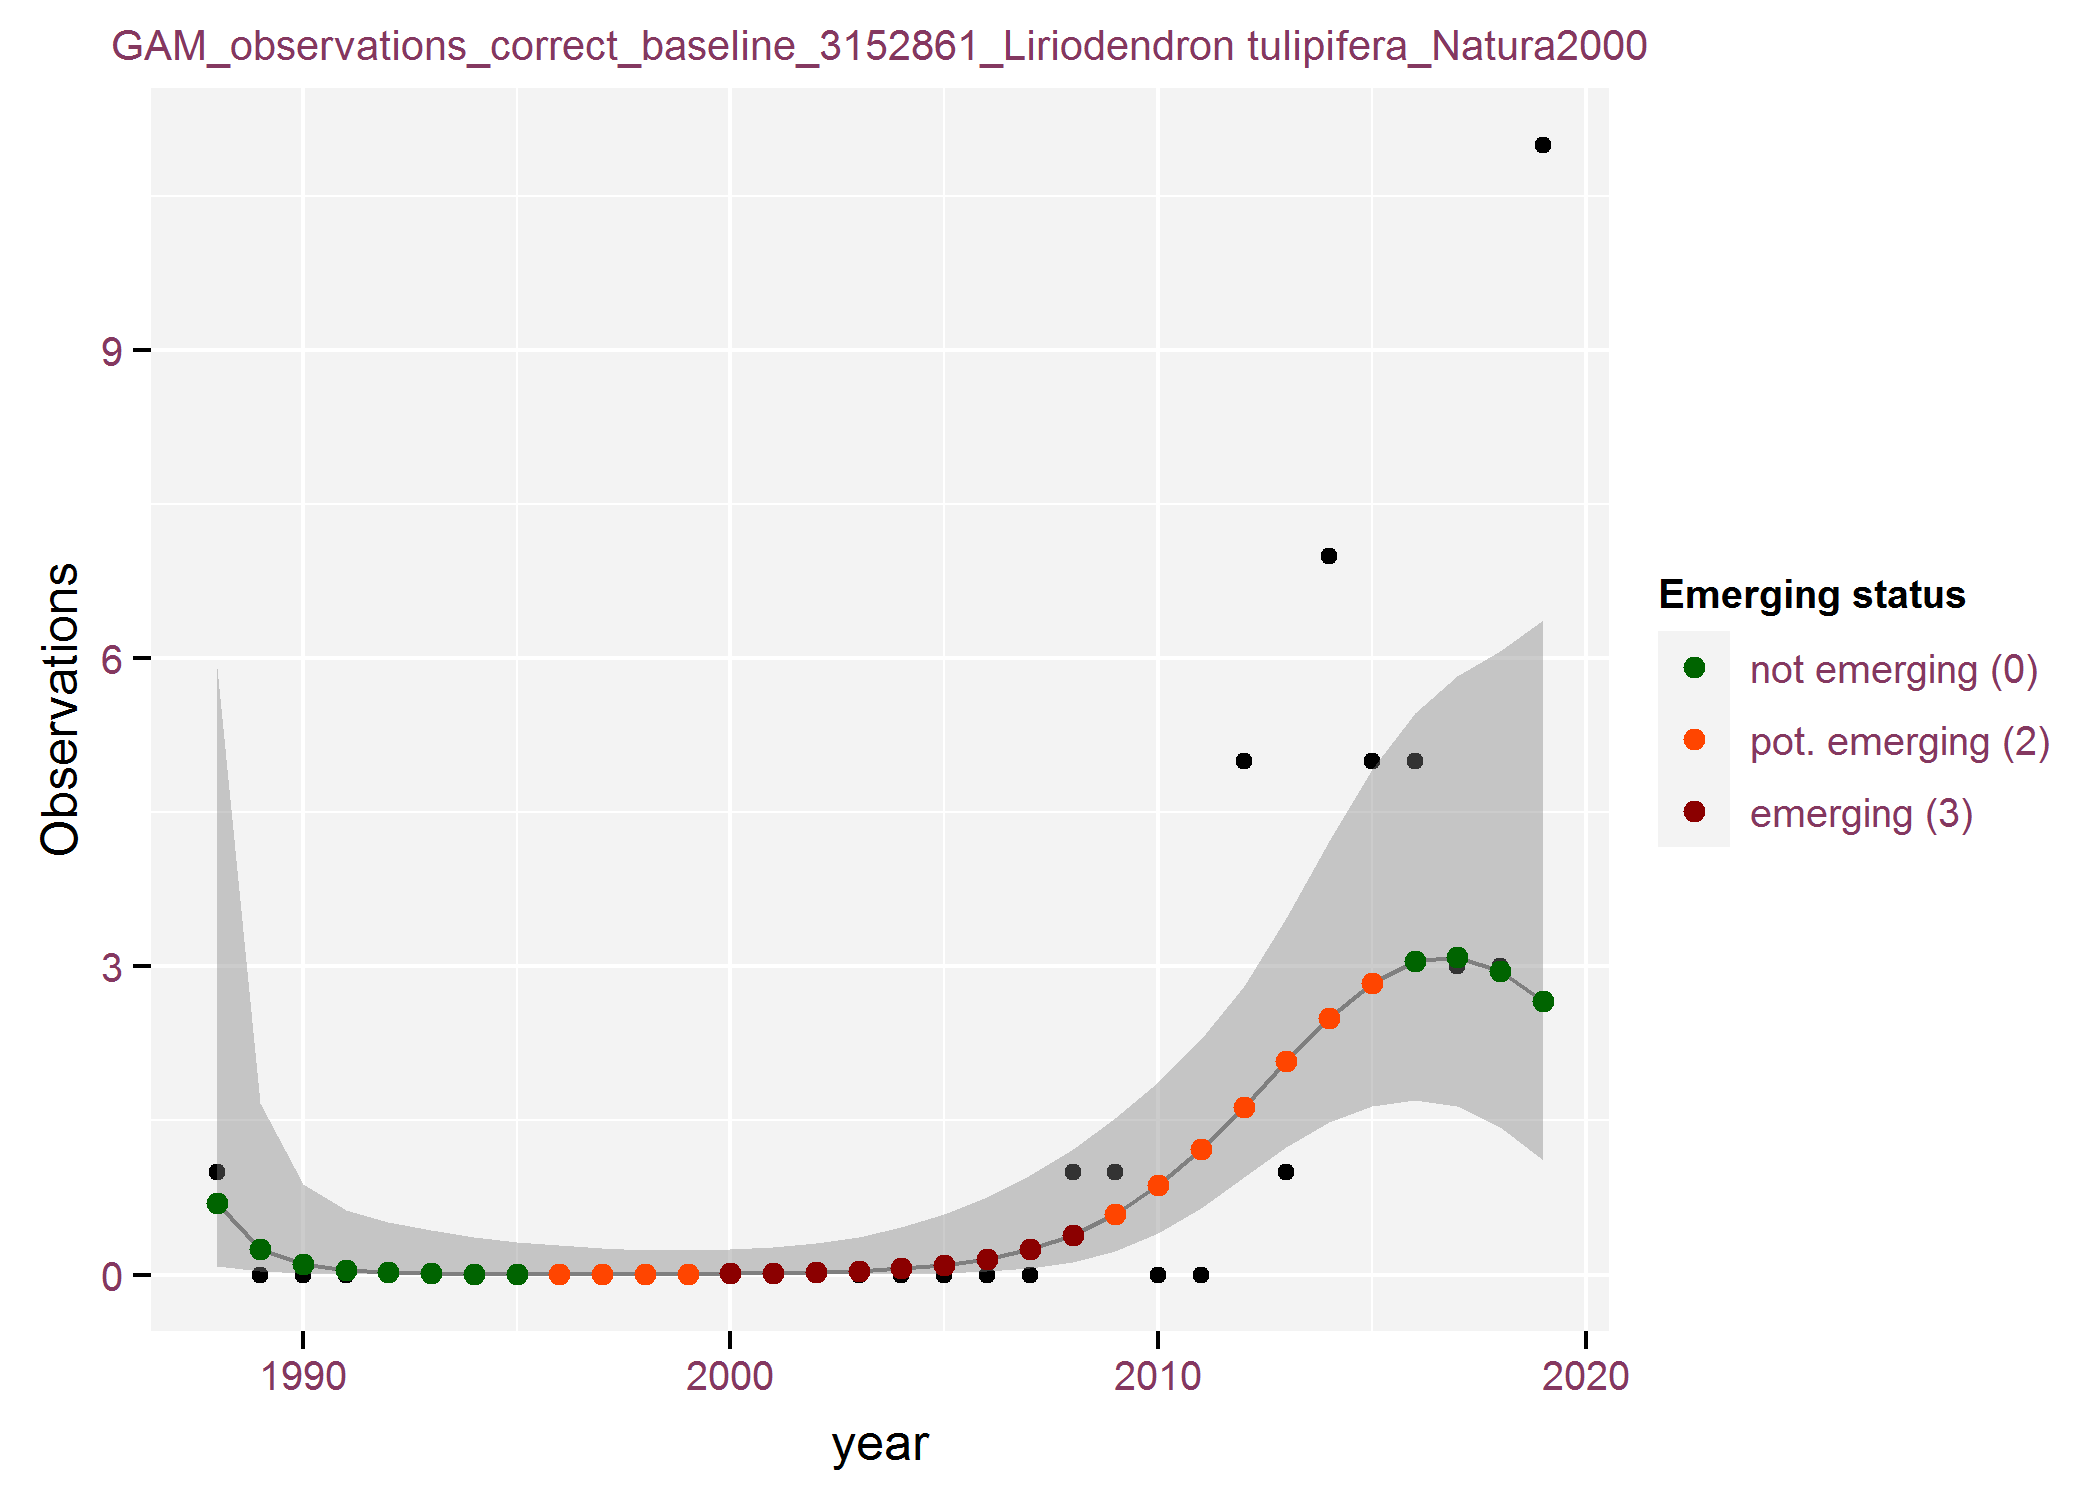 GAM_observations_correct_baseline_3152861_Liriodendron tulipifera_Natura2000
Observations
9
6
3
0
1990
2000
2010
2020
year
Emerging status
not emerging (0)
pot. emerging (2)
emerging (3)